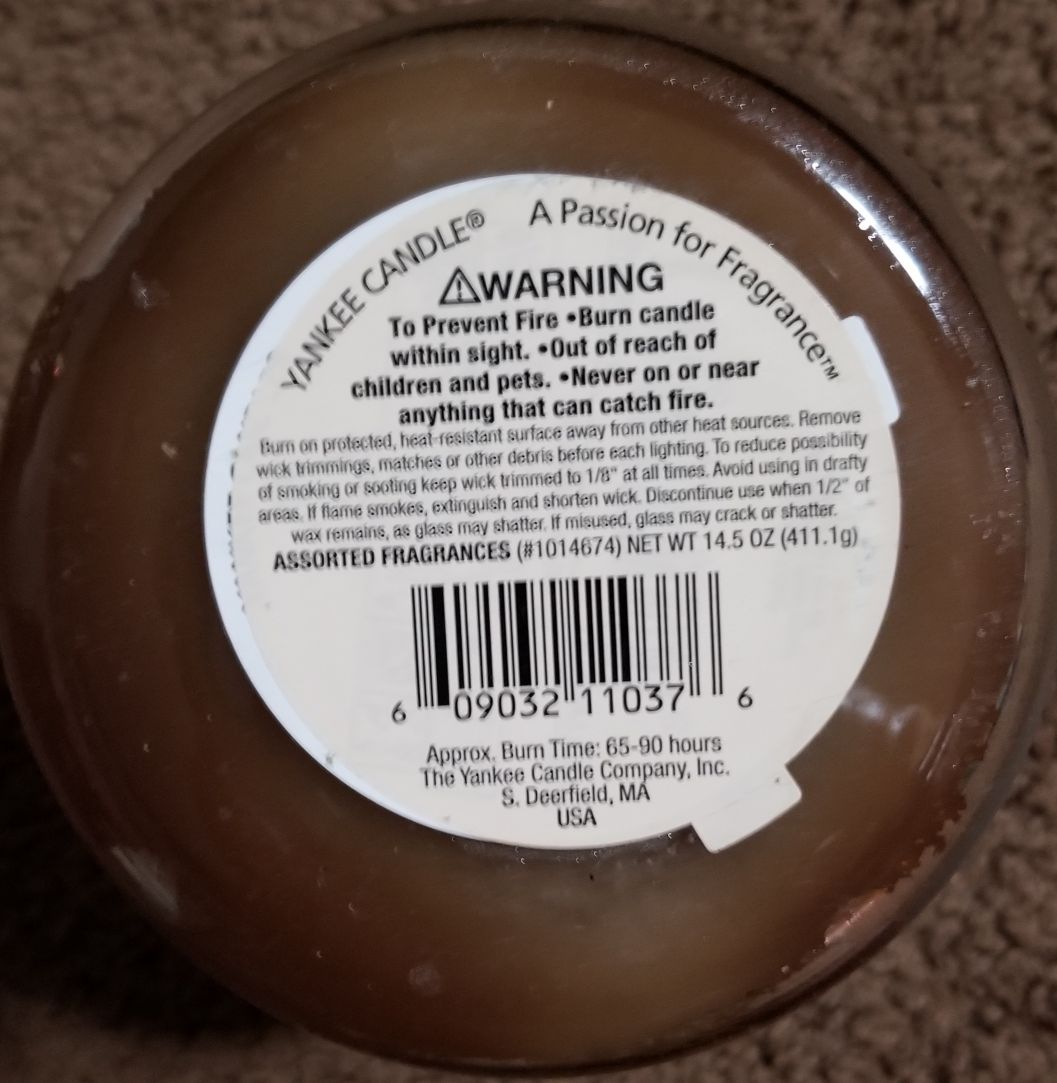 YANKEE CANDLE® A Passion for Fragrance™
⚠WARNING
To Prevent Fire •Burn candle
within sight. •Out of reach of
children and pets. •Never on or near
anything that can catch fire.
Burn on protected, heat-resistant surface away from other heat sources. Remove
wick trimmings, matches or other debris before each lighting. To reduce possibility
of smoking or sooting keep wick trimmed to 1/8" at all times. Avoid using in drafty
areas. If flame smokes, extinguish and shorten wick. Discontinue use when 1/2" of
wax remains, as glass may shatter. If misused, glass may crack or shatter.
ASSORTED FRAGRANCES (#1014674) NET WT 14.5 OZ (411.1g)
6 09032 11037 6
Approx. Burn Time: 65-90 hours
The Yankee Candle Company, Inc.
S. Deerfield, MA
USA